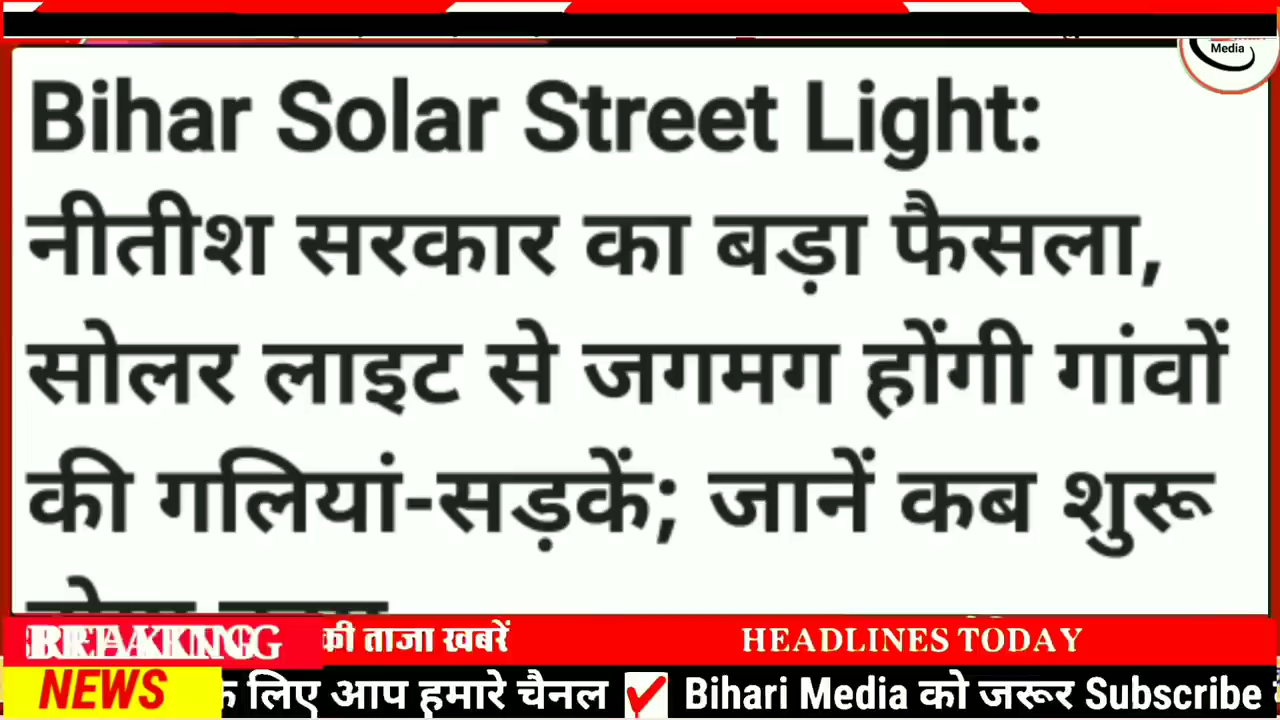 Media
Bihar Solar Street Light:
नीतीश सरकार का बड़ा फैसला,
सोलर लाइट से जगमग होंगी गांवों
की गलियां-सड़कें; जानें कब शुरू
BREAKING
की ताजा खबरें
HEADLINES TODAY
NEWS
लिए आप हमारे चैनल ✔ Bihari Media को जरूर Subscribe